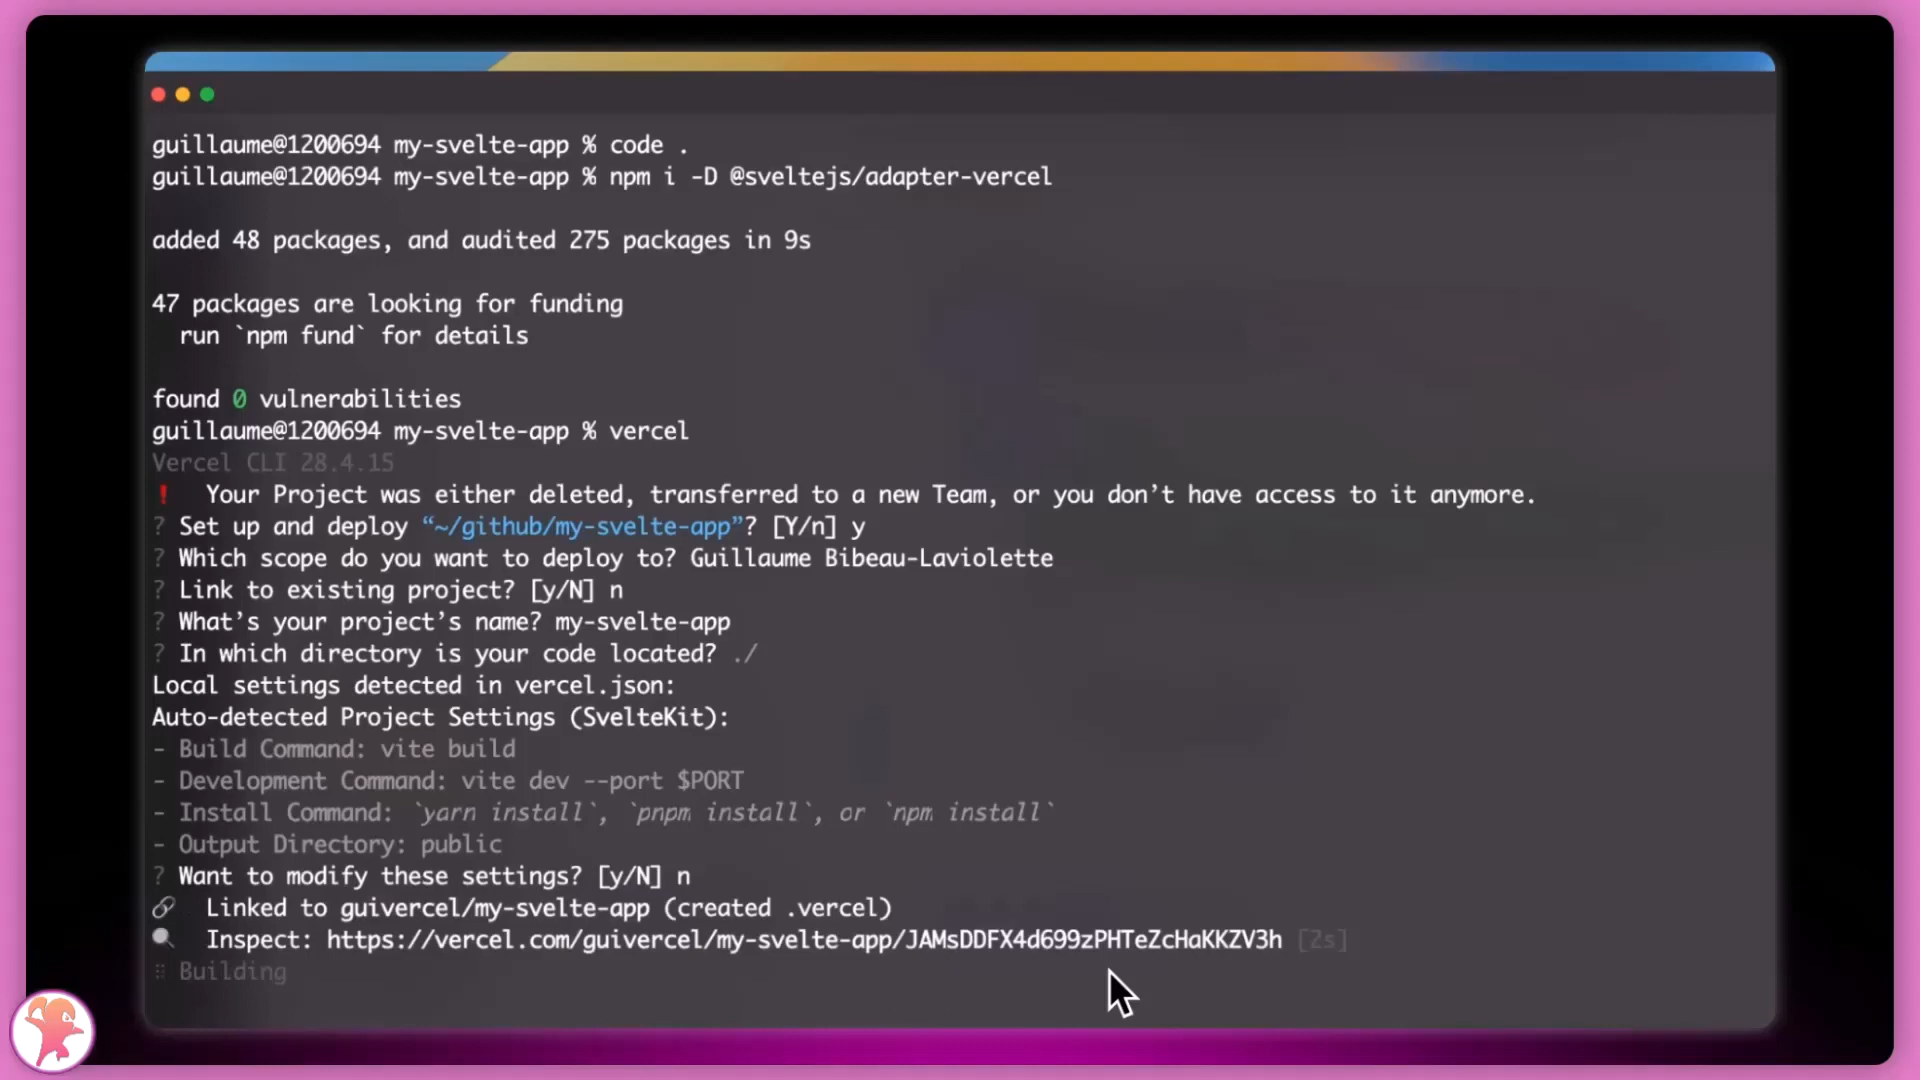 guillaume@1200694 my-svelte-app % code .
guillaume@1200694 my-svelte-app % npm i -D @sveltejs/adapter-vercel
added 48 packages, and audited 275 packages in 9s
47 packages are looking for funding
run `npm fund` for details
found 0 vulnerabilities
guillaume@1200694 my-svelte-app % vercel
Vercel CLI 28.4.15
❗ Your Project was either deleted, transferred to a new Team, or you don’t have access to it anymore.
? Set up and deploy “~/github/my-svelte-app”? [Y/n] y
? Which scope do you want to deploy to? Guillaume Bibeau-Laviolette
? Link to existing project? [y/N] n
? What’s your project’s name? my-svelte-app
? In which directory is your code located? ./
Local settings detected in vercel.json:
Auto-detected Project Settings (SvelteKit):
- Build Command: vite build
- Development Command: vite dev --port $PORT
- Install Command: `yarn install`, `pnpm install`, or `npm install`
- Output Directory: public
? Want to modify these settings? [y/N] n
🔗 Linked to guivercel/my-svelte-app (created .vercel)
🔍 Inspect: https://vercel.com/guivercel/my-svelte-app/JAMsDDFX4d699zPHTeZcHaKKZV3h [2s]
⠿ Building